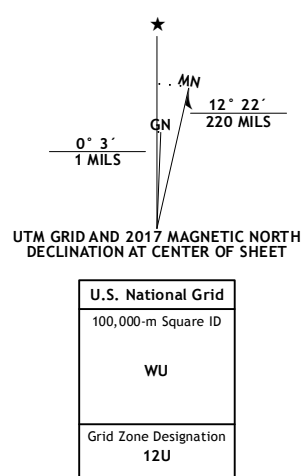 ★
MN
GN
12° 22´
220 MILS
0° 3´
1 MILS
UTM GRID AND 2017 MAGNETIC NORTH
DECLINATION AT CENTER OF SHEET
U.S. National Grid
100,000-m Square ID
WU
Grid Zone Designation
12U